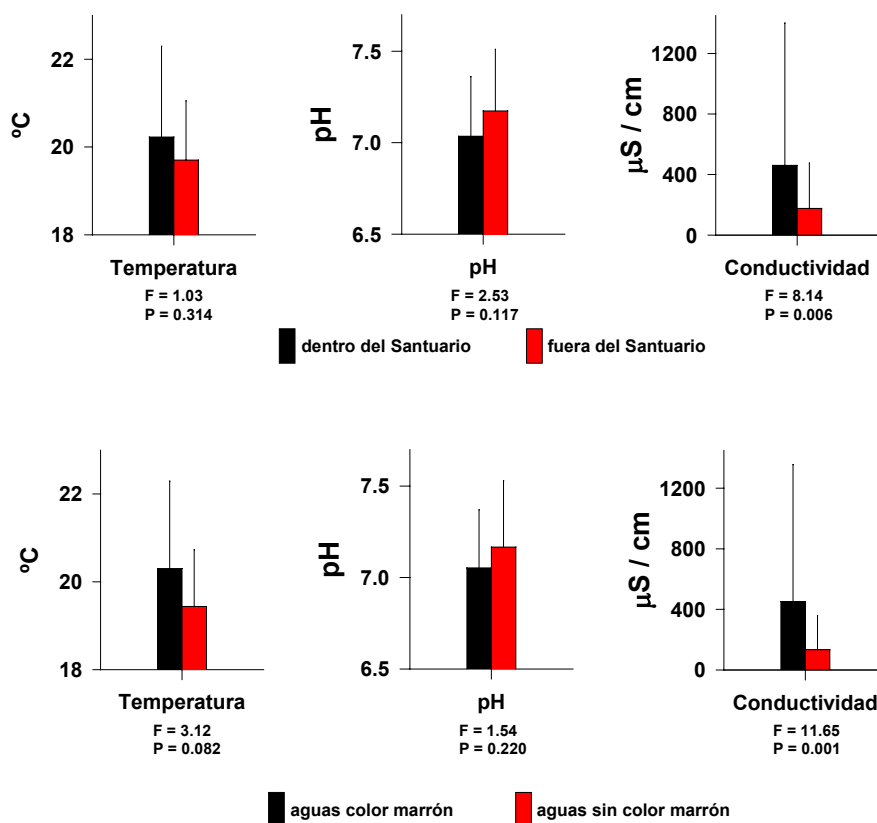 22
20
18
ºC
Temperatura
F = 1.03
P = 0.314
7.5
7.0
6.5
pH
pH
F = 2.53
P = 0.117
1200
800
400
0
µS / cm
Conductividad
F = 8.14
P = 0.006
dentro del Santuario
fuera del Santuario
22
20
18
ºC
Temperatura
F = 3.12
P = 0.082
7.5
7.0
6.5
pH
pH
F = 1.54
P = 0.220
1200
800
400
0
µS / cm
Conductividad
F = 11.65
P = 0.001
aguas color marrón
aguas sin color marrón